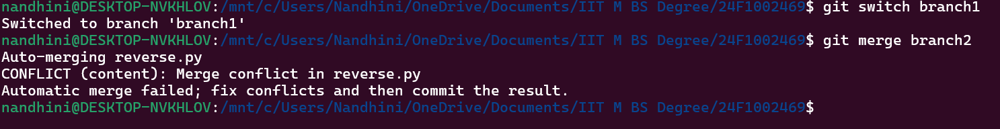 nandhini@DESKTOP-NVKHLOV:/mnt/c/Users/Nandhini/OneDrive/Documents/IIT M BS Degree/24F1002469$ git switch branch1
Switched to branch 'branch1'
nandhini@DESKTOP-NVKHLOV:/mnt/c/Users/Nandhini/OneDrive/Documents/IIT M BS Degree/24F1002469$ git merge branch2
Auto-merging reverse.py
CONFLICT (content): Merge conflict in reverse.py
Automatic merge failed; fix conflicts and then commit the result.
nandhini@DESKTOP-NVKHLOV:/mnt/c/Users/Nandhini/OneDrive/Documents/IIT M BS Degree/24F1002469$